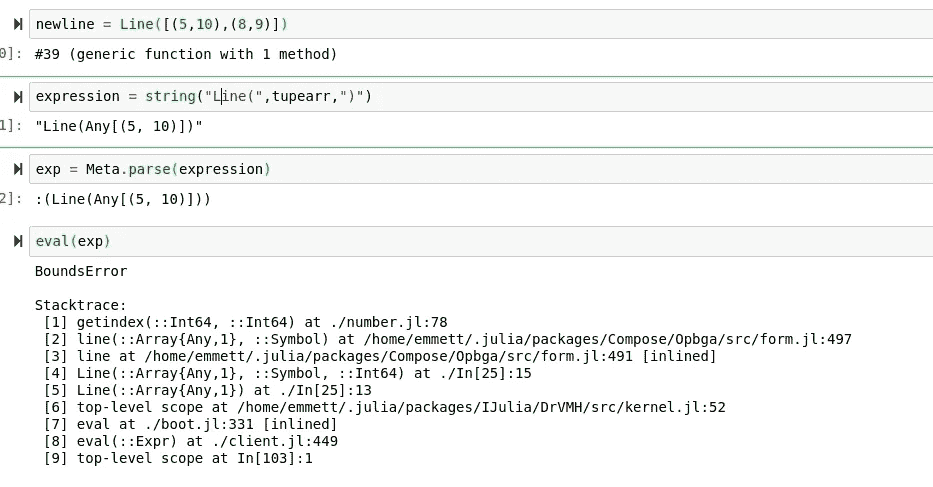 newline = Line([(5,10),(8,9)])
0]: #39 (generic function with 1 method)
expression = string("Line(",tupearr,")")
1]: "Line(Any[(5, 10)])"
exp = Meta.parse(expression)
2]: :(Line(Any[(5, 10)]))
eval(exp)
BoundsError
Stacktrace:
[1] getindex(::Int64, ::Int64) at ./number.jl:78
[2] line(::Array{Any,1}, ::Symbol) at /home/emmett/.julia/packages/Compose/Opbga/src/form.jl:497
[3] line at /home/emmett/.julia/packages/Compose/Opbga/src/form.jl:491 [inlined]
[4] Line(::Array{Any,1}, ::Symbol, ::Int64) at ./In[25]:15
[5] Line(::Array{Any,1}) at ./In[25]:13
[6] top-level scope at /home/emmett/.julia/packages/IJulia/DrVMH/src/kernel.jl:52
[7] eval at ./boot.jl:331 [inlined]
[8] eval(::Expr) at ./client.jl:449
[9] top-level scope at In[103]:1